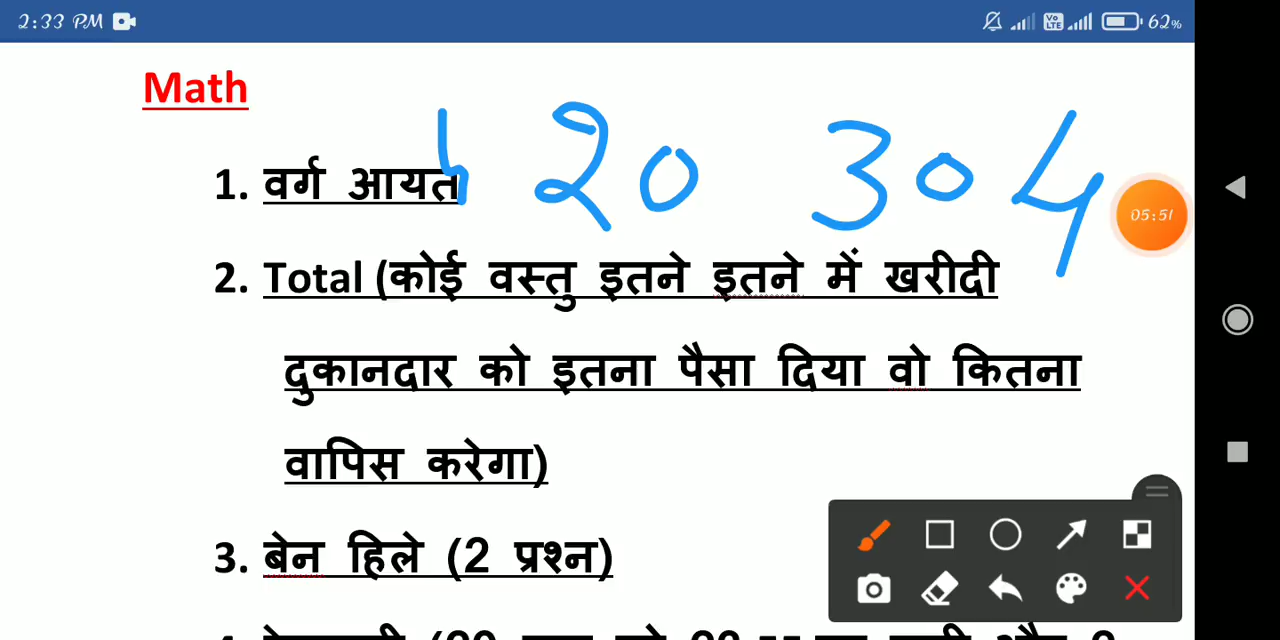 2:33 PM 62%
Math
1. वर्ग आयत
20 30 4
05:51
2. Total (कोई वस्तु इतने इतने में खरीदी
दुकानदार को इतना पैसा दिया वो कितना
वापिस करेगा)
3. बेन हिले (2 प्रश्न)